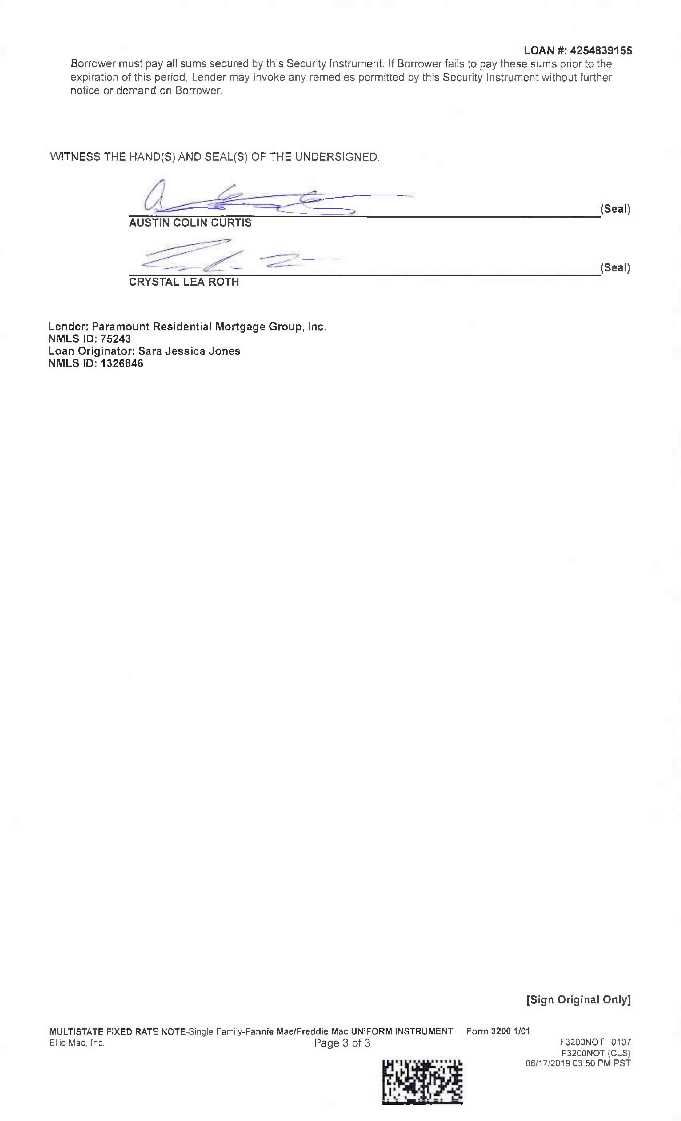 LOAN #: 4254839155
Borrower must pay all sums secured by this Security Instrument. If Borrower fails to pay these sums prior to the
expiration of this period, Lender may invoke any remedies permitted by this Security Instrument without further
notice or demand on Borrower.
WITNESS THE HAND(S) AND SEAL(S) OF THE UNDERSIGNED.
(Seal)
AUSTIN COLIN CURTIS
(Seal)
CRYSTAL LEA ROTH
Lender: Paramount Residential Mortgage Group, Inc.
NMLS ID: 75243
Loan Originator: Sara Jessica Jones
NMLS ID: 1326846
[Sign Original Only]
MULTISTATE FIXED RATE NOTE-Single Family-Fannie Mae/Freddie Mac UNIFORM INSTRUMENT Form 3200 1/01
Ellie Mae, Inc. Page 3 of 3 F3200NOT 0107
F3200NOT (CLS)
06/17/2019 03:50 PM PST